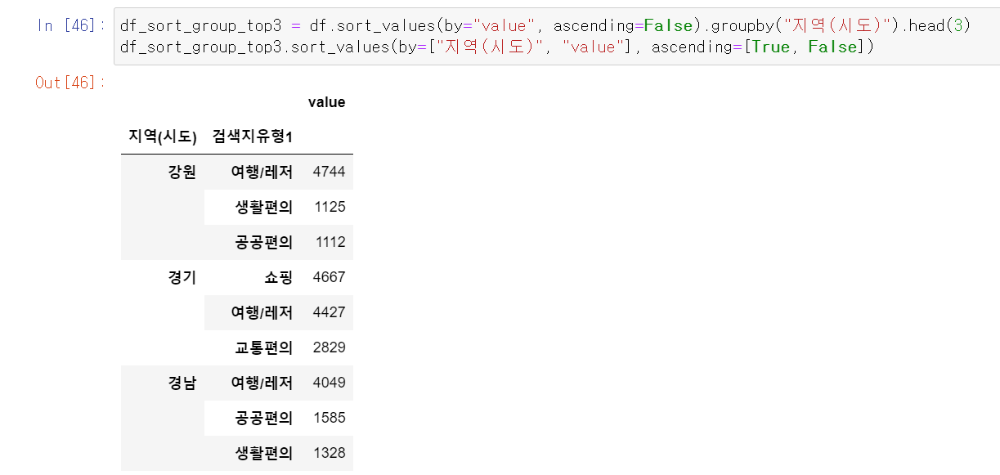 In [46]: df_sort_group_top3 = df.sort_values(by="value", ascending=False).groupby("지역(시도)").head(3)
df_sort_group_top3.sort_values(by=["지역(시도)", "value"], ascending=[True, False])
Out[46]:
value
지역(시도) 검색지유형1
강원 여행/레저 4744
생활편의 1125
공공편의 1112
경기 쇼핑 4667
여행/레저 4427
교통편의 2829
경남 여행/레저 4049
공공편의 1585
생활편의 1328